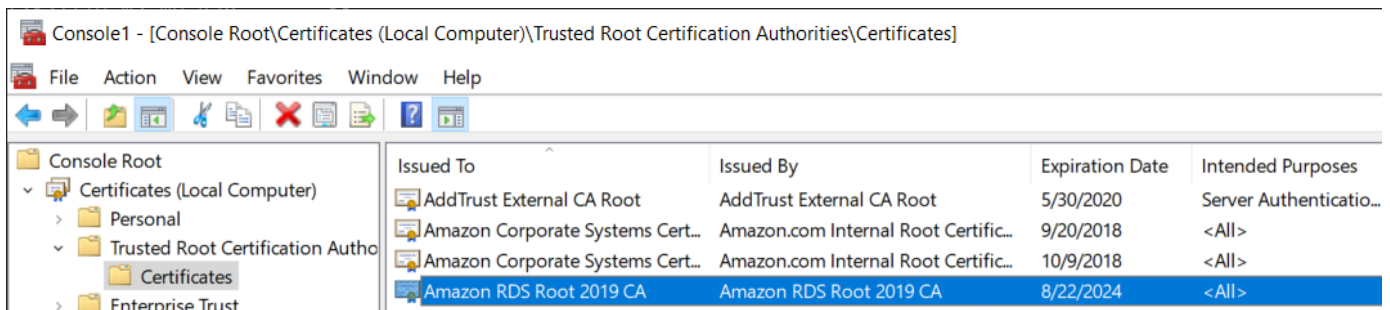 Console1 - [Console Root\Certificates (Local Computer)\Trusted Root Certification Authorities\Certificates]
File Action View Favorites Window Help
Console Root
Certificates (Local Computer)
Personal
Trusted Root Certification Autho
Certificates
Enterprise Trust
Issued To Issued By Expiration Date Intended Purposes
AddTrust External CA Root AddTrust External CA Root 5/30/2020 Server Authenticatio...
Amazon Corporate Systems Cert... Amazon.com Internal Root Certific... 9/20/2018 <All>
Amazon Corporate Systems Cert... Amazon.com Internal Root Certific... 10/9/2018 <All>
Amazon RDS Root 2019 CA Amazon RDS Root 2019 CA 8/22/2024 <All>